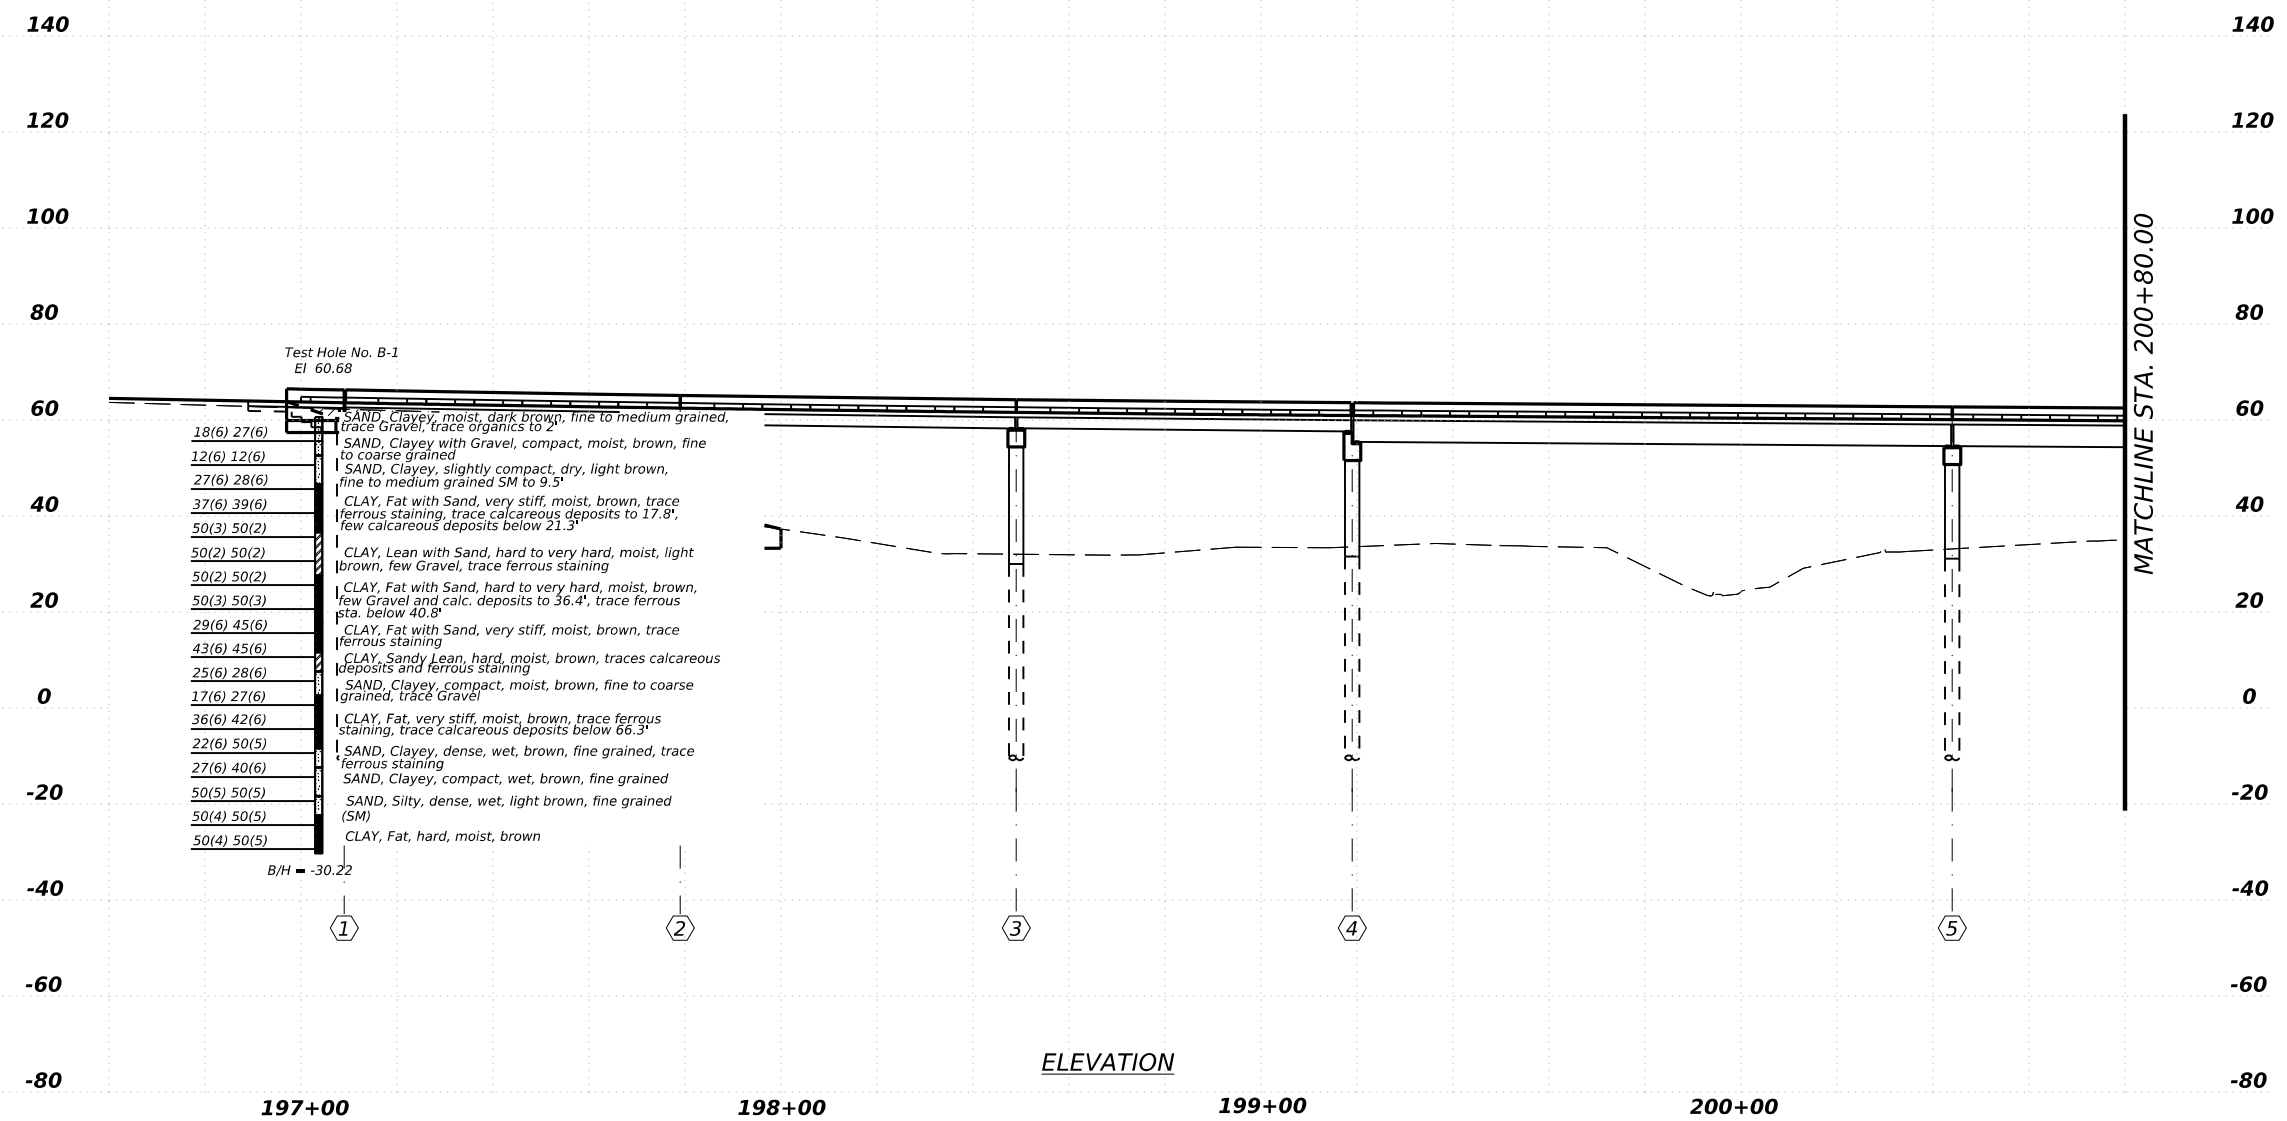 140 140
120 120
100 100
80 80
60 60
40 40
20 20
0 0
-20 -20
-40 -40
-60 -60
-80 -80
MATCHLINE STA. 200+80.00
Test Hole No. B-1
El 60.68
18(6) 27(6)
12(6) 12(6)
27(6) 28(6)
37(6) 39(6)
50(3) 50(2)
50(2) 50(2)
50(2) 50(2)
50(3) 50(3)
29(6) 45(6)
43(6) 45(6)
25(6) 28(6)
17(6) 27(6)
36(6) 42(6)
22(6) 50(5)
27(6) 40(6)
50(5) 50(5)
50(4) 50(5)
50(4) 50(5)
SAND, Clayey, moist, dark brown, fine to medium grained,
trace Gravel, trace organics to 2'
SAND, Clayey with Gravel, compact, moist, brown, fine
to coarse grained
SAND, Clayey, slightly compact, dry, light brown,
fine to medium grained SM to 9.5'
CLAY, Fat with Sand, very stiff, moist, brown, trace
ferrous staining, trace calcareous deposits to 17.8',
few calcareous deposits below 21.3'
CLAY, Lean with Sand, hard to very hard, moist, light
brown, few Gravel, trace ferrous staining
CLAY, Fat with Sand, hard to very hard, moist, brown,
few Gravel and calc. deposits to 36.4', trace ferrous
sta. below 40.8'
CLAY, Fat with Sand, very stiff, moist, brown, trace
ferrous staining
CLAY, Sandy Lean, hard, moist, brown, traces calcareous
deposits and ferrous staining
SAND, Clayey, compact, moist, brown, fine to coarse
grained, trace Gravel
CLAY, Fat, very stiff, moist, brown, trace ferrous
staining, trace calcareous deposits below 66.3'
SAND, Clayey, dense, wet, brown, fine grained, trace
ferrous staining
SAND, Clayey, compact, wet, brown, fine grained
SAND, Silty, dense, wet, light brown, fine grained
(SM)
CLAY, Fat, hard, moist, brown
B/H = -30.22
1 2 3 4 5
ELEVATION
197+00 198+00 199+00 200+00